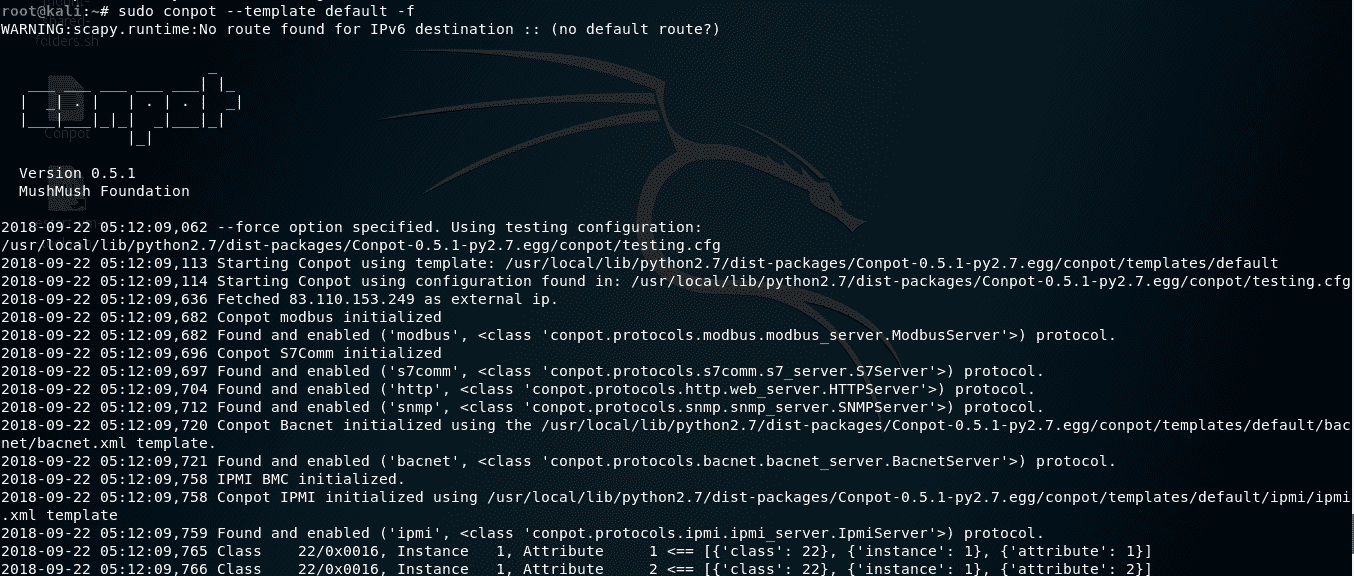 root@kali:~# sudo conpot --template default -f
WARNING:scapy.runtime:No route found for IPv6 destination :: (no default route?)
folders.sh
conpot
Conpot
Version 0.5.1
MushMush Foundation
2018-09-22 05:12:09,062 --force option specified. Using testing configuration:
/usr/local/lib/python2.7/dist-packages/Conpot-0.5.1-py2.7.egg/conpot/testing.cfg
2018-09-22 05:12:09,113 Starting Conpot using template: /usr/local/lib/python2.7/dist-packages/Conpot-0.5.1-py2.7.egg/conpot/templates/default
2018-09-22 05:12:09,114 Starting Conpot using configuration found in: /usr/local/lib/python2.7/dist-packages/Conpot-0.5.1-py2.7.egg/conpot/testing.cfg
2018-09-22 05:12:09,636 Fetched 83.110.153.249 as external ip.
2018-09-22 05:12:09,682 Conpot modbus initialized
2018-09-22 05:12:09,682 Found and enabled ('modbus', <class 'conpot.protocols.modbus.modbus_server.ModbusServer'>) protocol.
2018-09-22 05:12:09,696 Conpot S7Comm initialized
2018-09-22 05:12:09,697 Found and enabled ('s7comm', <class 'conpot.protocols.s7comm.s7_server.S7Server'>) protocol.
2018-09-22 05:12:09,704 Found and enabled ('http', <class 'conpot.protocols.http.web_server.HTTPServer'>) protocol.
2018-09-22 05:12:09,712 Found and enabled ('snmp', <class 'conpot.protocols.snmp.snmp_server.SNMPServer'>) protocol.
2018-09-22 05:12:09,720 Conpot Bacnet initialized using the /usr/local/lib/python2.7/dist-packages/Conpot-0.5.1-py2.7.egg/conpot/templates/default/bac
net/bacnet.xml template.
2018-09-22 05:12:09,721 Found and enabled ('bacnet', <class 'conpot.protocols.bacnet.bacnet_server.BacnetServer'>) protocol.
2018-09-22 05:12:09,758 IPMI BMC initialized.
2018-09-22 05:12:09,758 Conpot IPMI initialized using /usr/local/lib/python2.7/dist-packages/Conpot-0.5.1-py2.7.egg/conpot/templates/default/ipmi/ipmi
.xml template
2018-09-22 05:12:09,759 Found and enabled ('ipmi', <class 'conpot.protocols.ipmi.ipmi_server.IpmiServer'>) protocol.
2018-09-22 05:12:09,765 Class    22/0x0016, Instance   1, Attribute     1 <== [{'class': 22}, {'instance': 1}, {'attribute': 1}]
2018-09-22 05:12:09,766 Class    22/0x0016, Instance   1, Attribute     2 <== [{'class': 22}, {'instance': 1}, {'attribute': 2}]